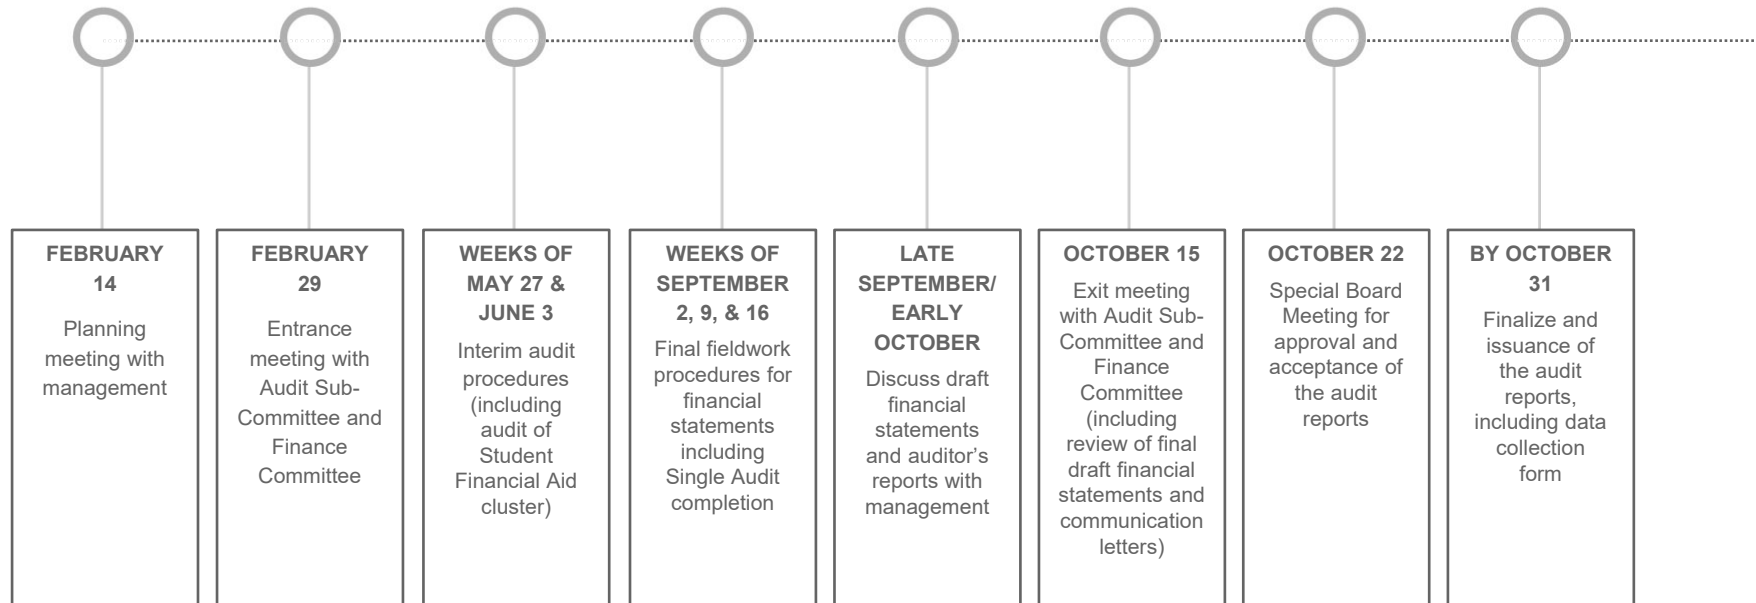 FEBRUARY
14
Planning
meeting with
management
FEBRUARY
29
Entrance
meeting with
Audit Sub-
Committee and
Finance
Committee
WEEKS OF
MAY 27 &
JUNE 3
Interim audit
procedures
(including
audit of
Student
Financial Aid
cluster)
WEEKS OF
SEPTEMBER
2, 9, & 16
Final fieldwork
procedures for
financial
statements
including
Single Audit
completion
LATE
SEPTEMBER/
EARLY
OCTOBER
Discuss draft
financial
statements
and auditor’s
reports with
management
OCTOBER 15
Exit meeting
with Audit Sub-
Committee and
Finance
Committee
(including
review of final
draft financial
statements and
communication
letters)
OCTOBER 22
Special Board
Meeting for
approval and
acceptance of
the audit
reports
BY OCTOBER
31
Finalize and
issuance of
the audit
reports,
including data
collection
form